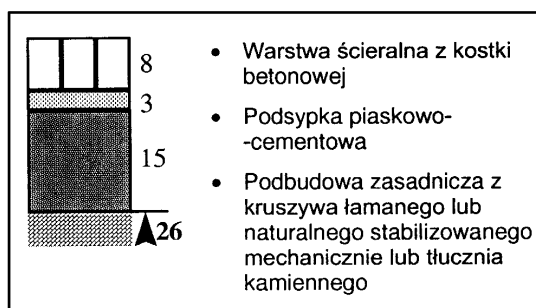 8
3
15
26
• Warstwa ścieralna z kostki
betonowej
• Podsypka piaskowo-
-cementowa
• Podbudowa zasadnicza z
kruszywa łamanego lub
naturalnego stabilizowanego
mechanicznie lub tłucznia
kamiennego